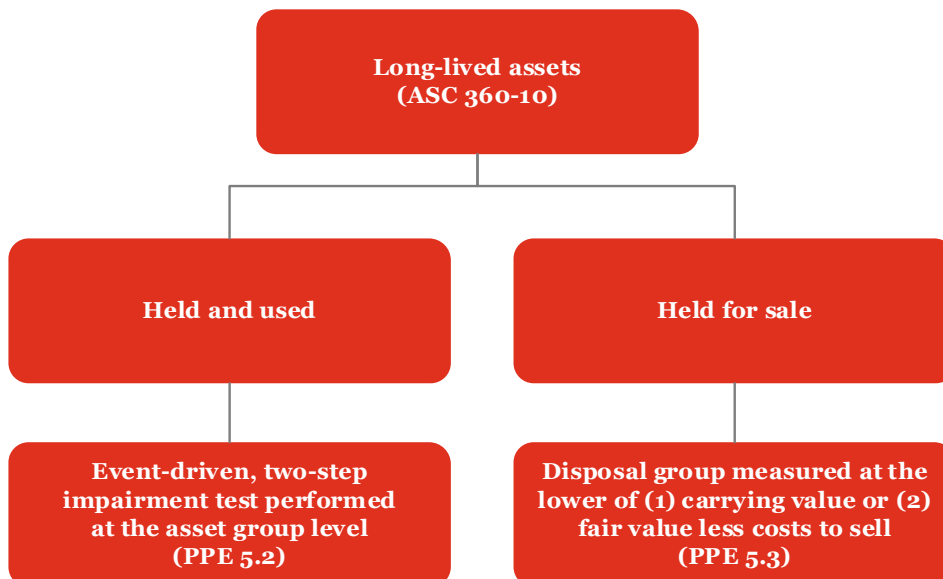 Long-lived assets
(ASC 360-10)
Held and used
Held for sale
Event-driven, two-step
impairment test performed
at the asset group level
(PPE 5.2)
Disposal group measured at the
lower of (1) carrying value or (2)
fair value less costs to sell
(PPE 5.3)